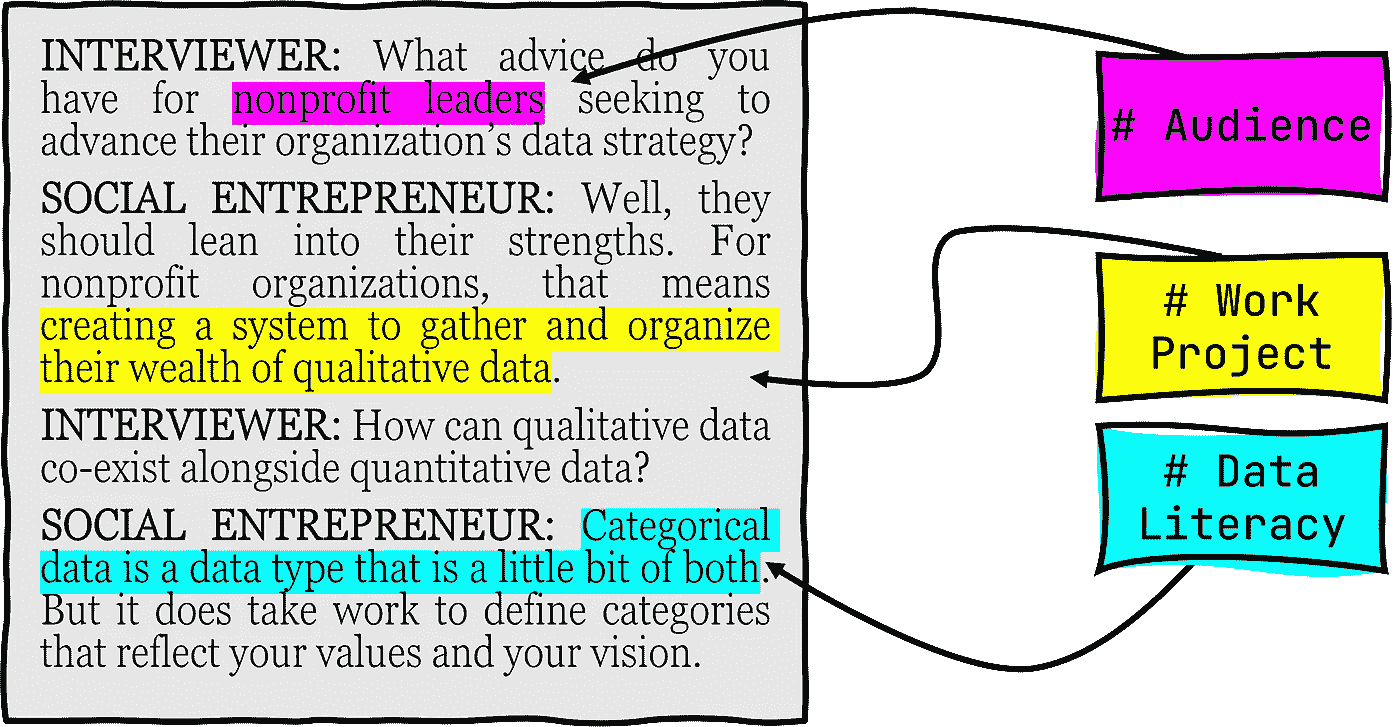 INTERVIEWER: What advice do you
have for nonprofit leaders seeking to
advance their organization’s data strategy?
SOCIAL ENTREPRENEUR: Well, they
should lean into their strengths. For
nonprofit organizations, that means
creating a system to gather and organize
their wealth of qualitative data.
INTERVIEWER: How can qualitative data
co-exist alongside quantitative data?
SOCIAL ENTREPRENEUR: Categorical
data is a data type that is a little bit of both.
But it does take work to define categories
that reflect your values and your vision.
# Audience
# Work
Project
# Data
Literacy